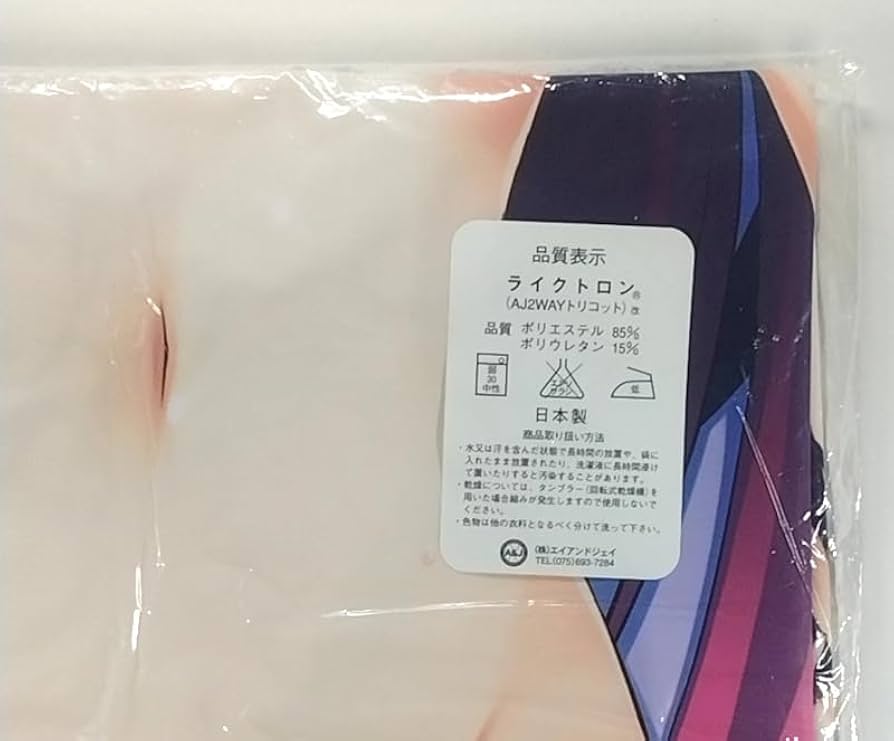 品質表示
ライクトロン®
(AJ2WAYトリコット) 改
品質 ポリエステル 85%
ポリウレタン 15%
弱
30
中性
エンソ
サラシ
低
日本製
商品取り扱い方法
・水又は汗を含んだ状態で長時間の放置や、袋に
入れたまま放置されたり、洗濯液に長時間浸け
て置いたりすると汚染することがあります。
・乾燥については、タンブラー(回転式乾燥機)を
用いた場合縮みが発生しますので使用しないで
ください。
・色物は他の衣料となるべく分けて洗って下さい。
A&J
(株)エイアンドジェイ
TEL.(075)693-7284